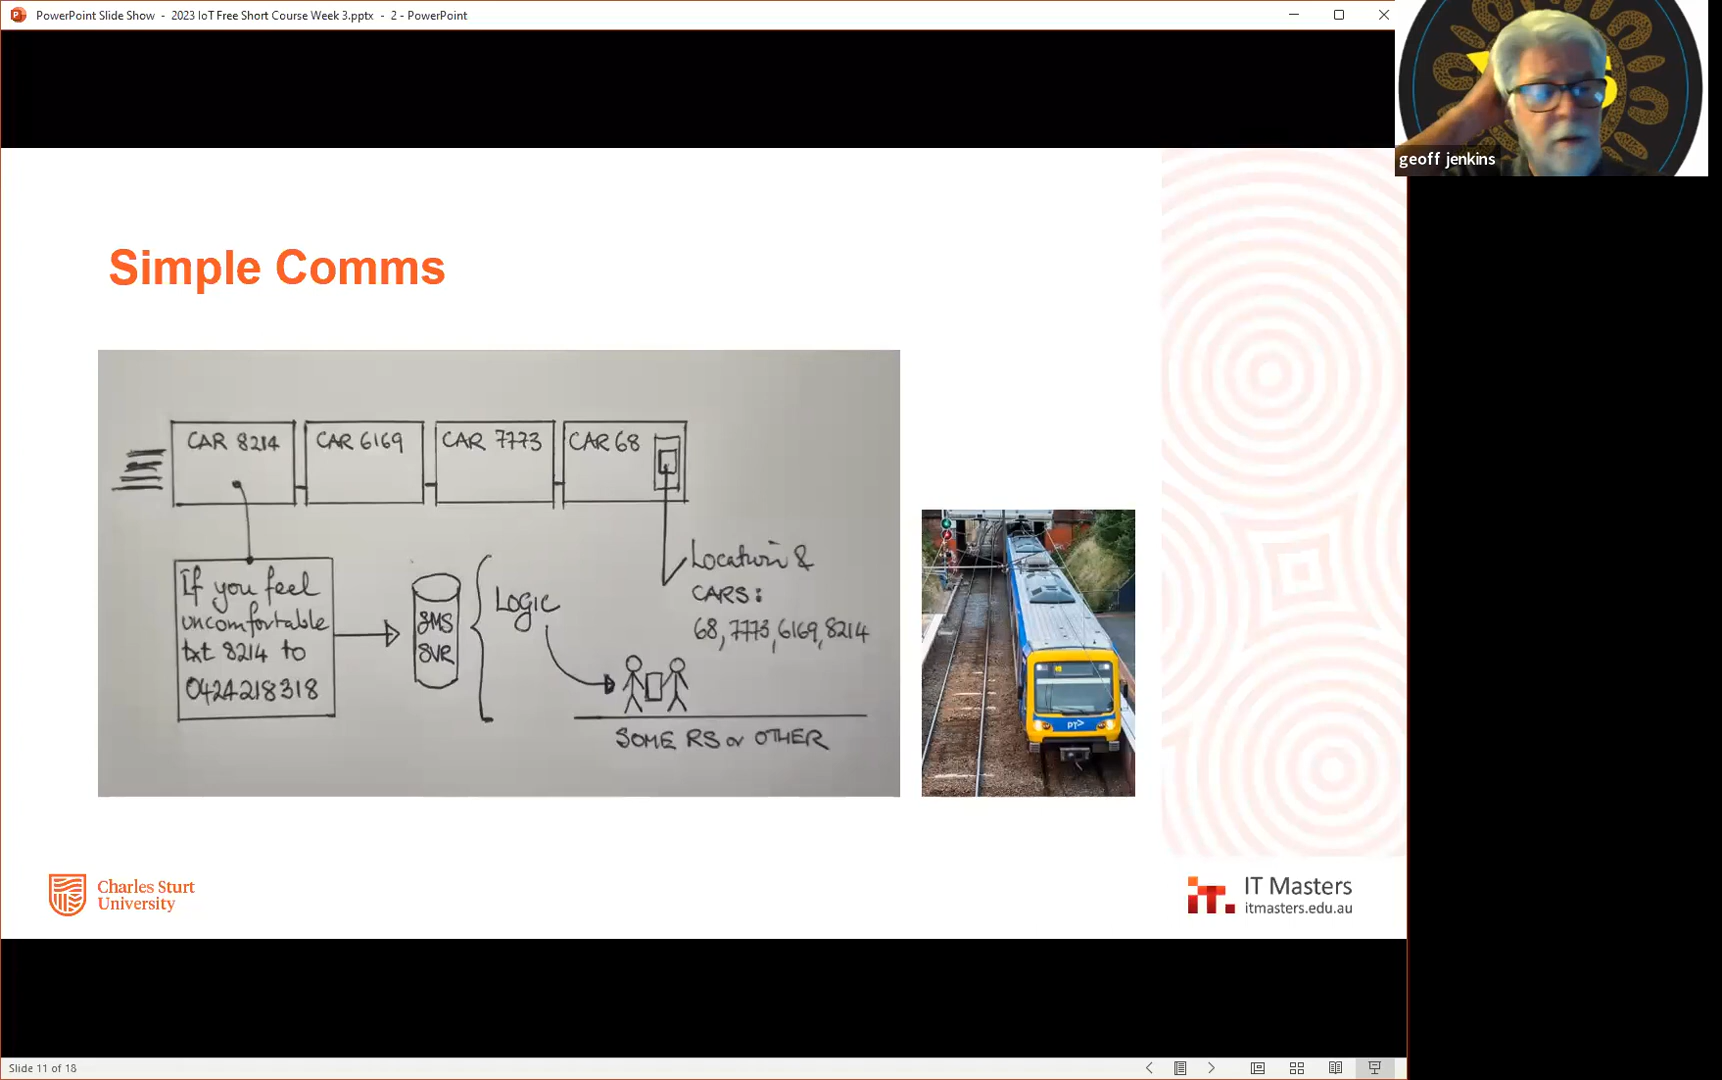 PowerPoint Slide Show - 2023 IoT Free Short Course Week 3.pptx - 2 - PowerPoint
geoff jenkins
Simple Comms
CAR 8214
CAR 6169
CAR 7773
CAR 68
If you feel
uncomfortable
txt 8214 to
0424218318
SMS
SVR
LOGIC
Location &
CARS:
68,7773,6169,8214
SOME RS or OTHER
PT>
Charles Sturt
University
it.
IT Masters
itmasters.edu.au
Slide 11 of 18